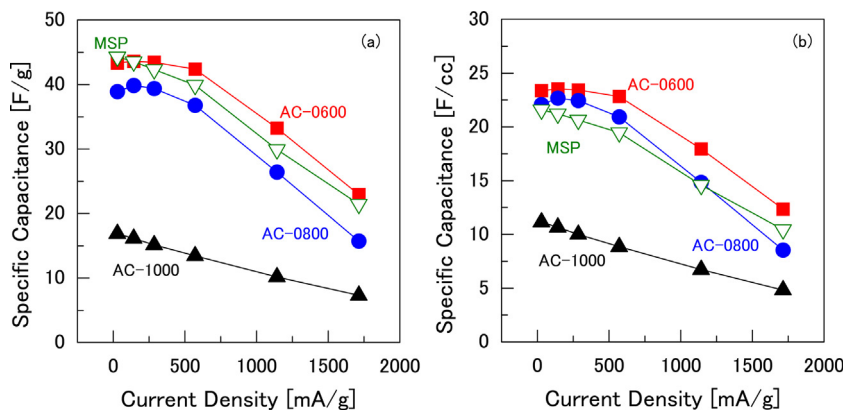 50
40
30
20
10
0
Specific Capacitance [F/g]
MSP
(a)
AC-0600
AC-0800
AC-1000
0
500
1000
1500
2000
Current Density [mA/g]
30
25
20
15
10
5
0
Specific Capacitance [F/cc]
(b)
AC-0600
MSP
AC-0800
AC-1000
0
500
1000
1500
2000
Current Density [mA/g]